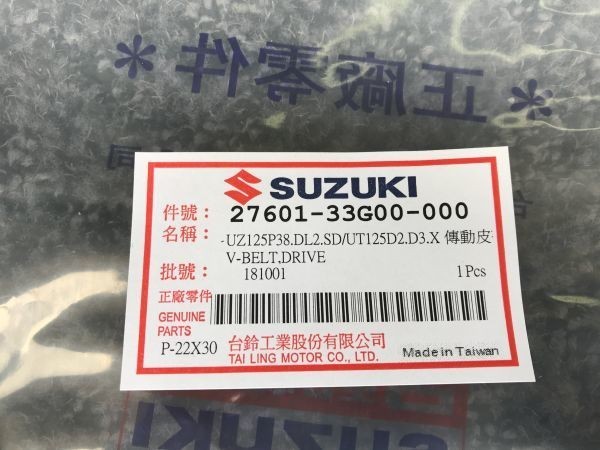 *正廠零件*
司
SUZUKI
件號：27601-33G00-000
名稱：-UZ125P38.DL2.SD/UT125D2.D3.X 傳動皮
V-BELT,DRIVE
批號：181001 1Pcs
正廠零件
GENUINE
PARTS
P-22X30 台鈴工業股份有限公司
TAI LING MOTOR CO., LTD.
Made in Taiwan
SUZUKI